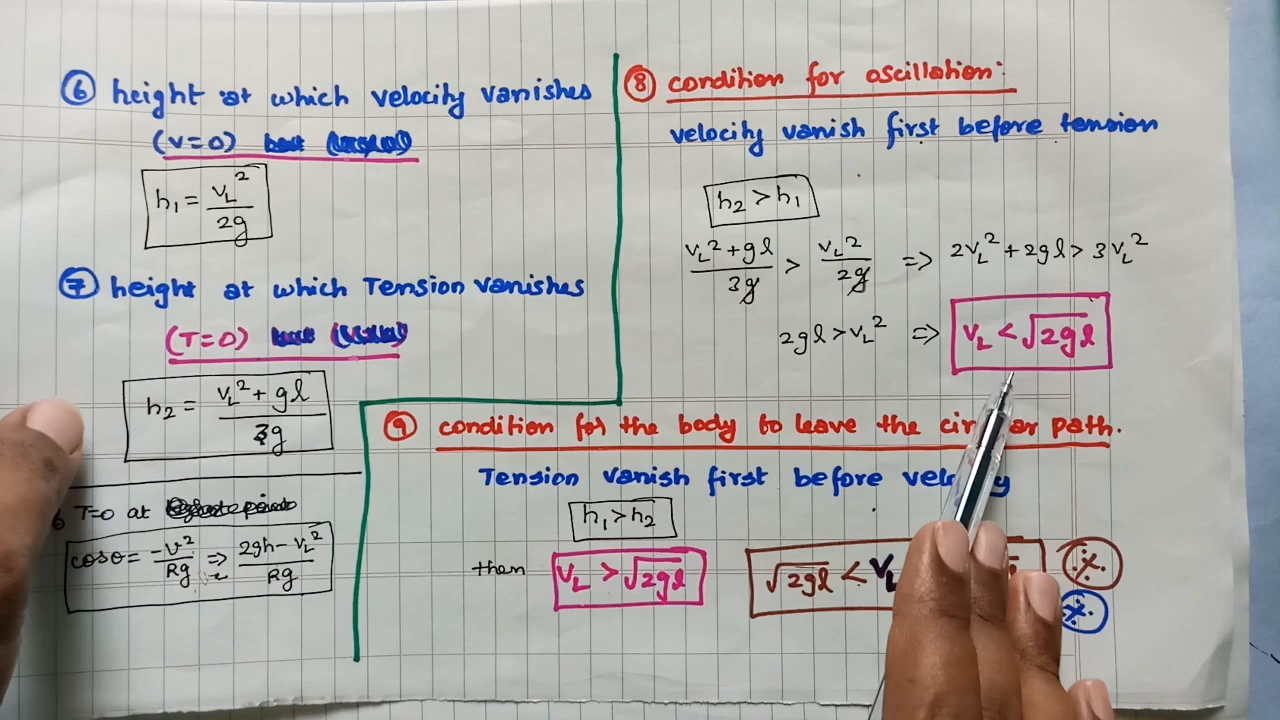 ⑥ height at which velocity vanishes
(v=0)
h₁ = v_L²/2g
⑦ height at which Tension vanishes
(T=0)
h₂ = (v_L² + gl)/3g
T=0 at
cosθ = -v²/Rg ⇒ (2gh - v_L²)/Rg
⑧ condition for oscillation:
velocity vanish first before tension
h₂ > h₁
(v_L² + gl)/3g > v_L²/2g => 2v_L² + 2gl > 3v_L²
2gl > v_L² => v_L < √2gl
⑨ condition for the body to leave the path.
Tension vanish first before
h₁ > h₂
then v_L > √2gl √2gl < V